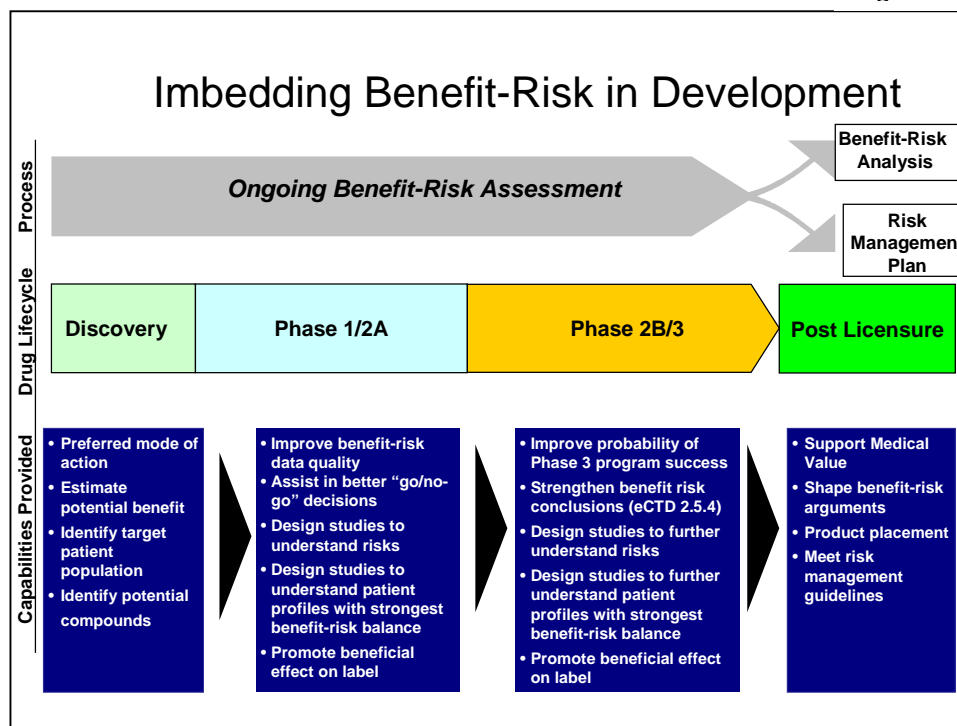 Imbedding Benefit-Risk in Development
Process
Ongoing Benefit-Risk Assessment
Benefit-Risk
Analysis
Risk
Managemen
Plan
Drug Lifecycle
Discovery
Phase 1/2A
Phase 2B/3
Post Licensure
Capabilities Provided
• Preferred mode of
action
• Estimate
potential benefit
• Identify target
patient
population
• Identify potential
compounds
• Improve benefit-risk
data quality
• Assist in better “go/no-
go” decisions
• Design studies to
understand risks
• Design studies to
understand patient
profiles with strongest
benefit-risk balance
• Promote beneficial
effect on label
• Improve probability of
Phase 3 program success
• Strengthen benefit risk
conclusions (eCTD 2.5.4)
• Design studies to further
understand risks
• Design studies to further
understand patient
profiles with strongest
benefit-risk balance
• Promote beneficial effect
on label
• Support Medical
Value
• Shape benefit-risk
arguments
• Product placement
• Meet risk
management
guidelines